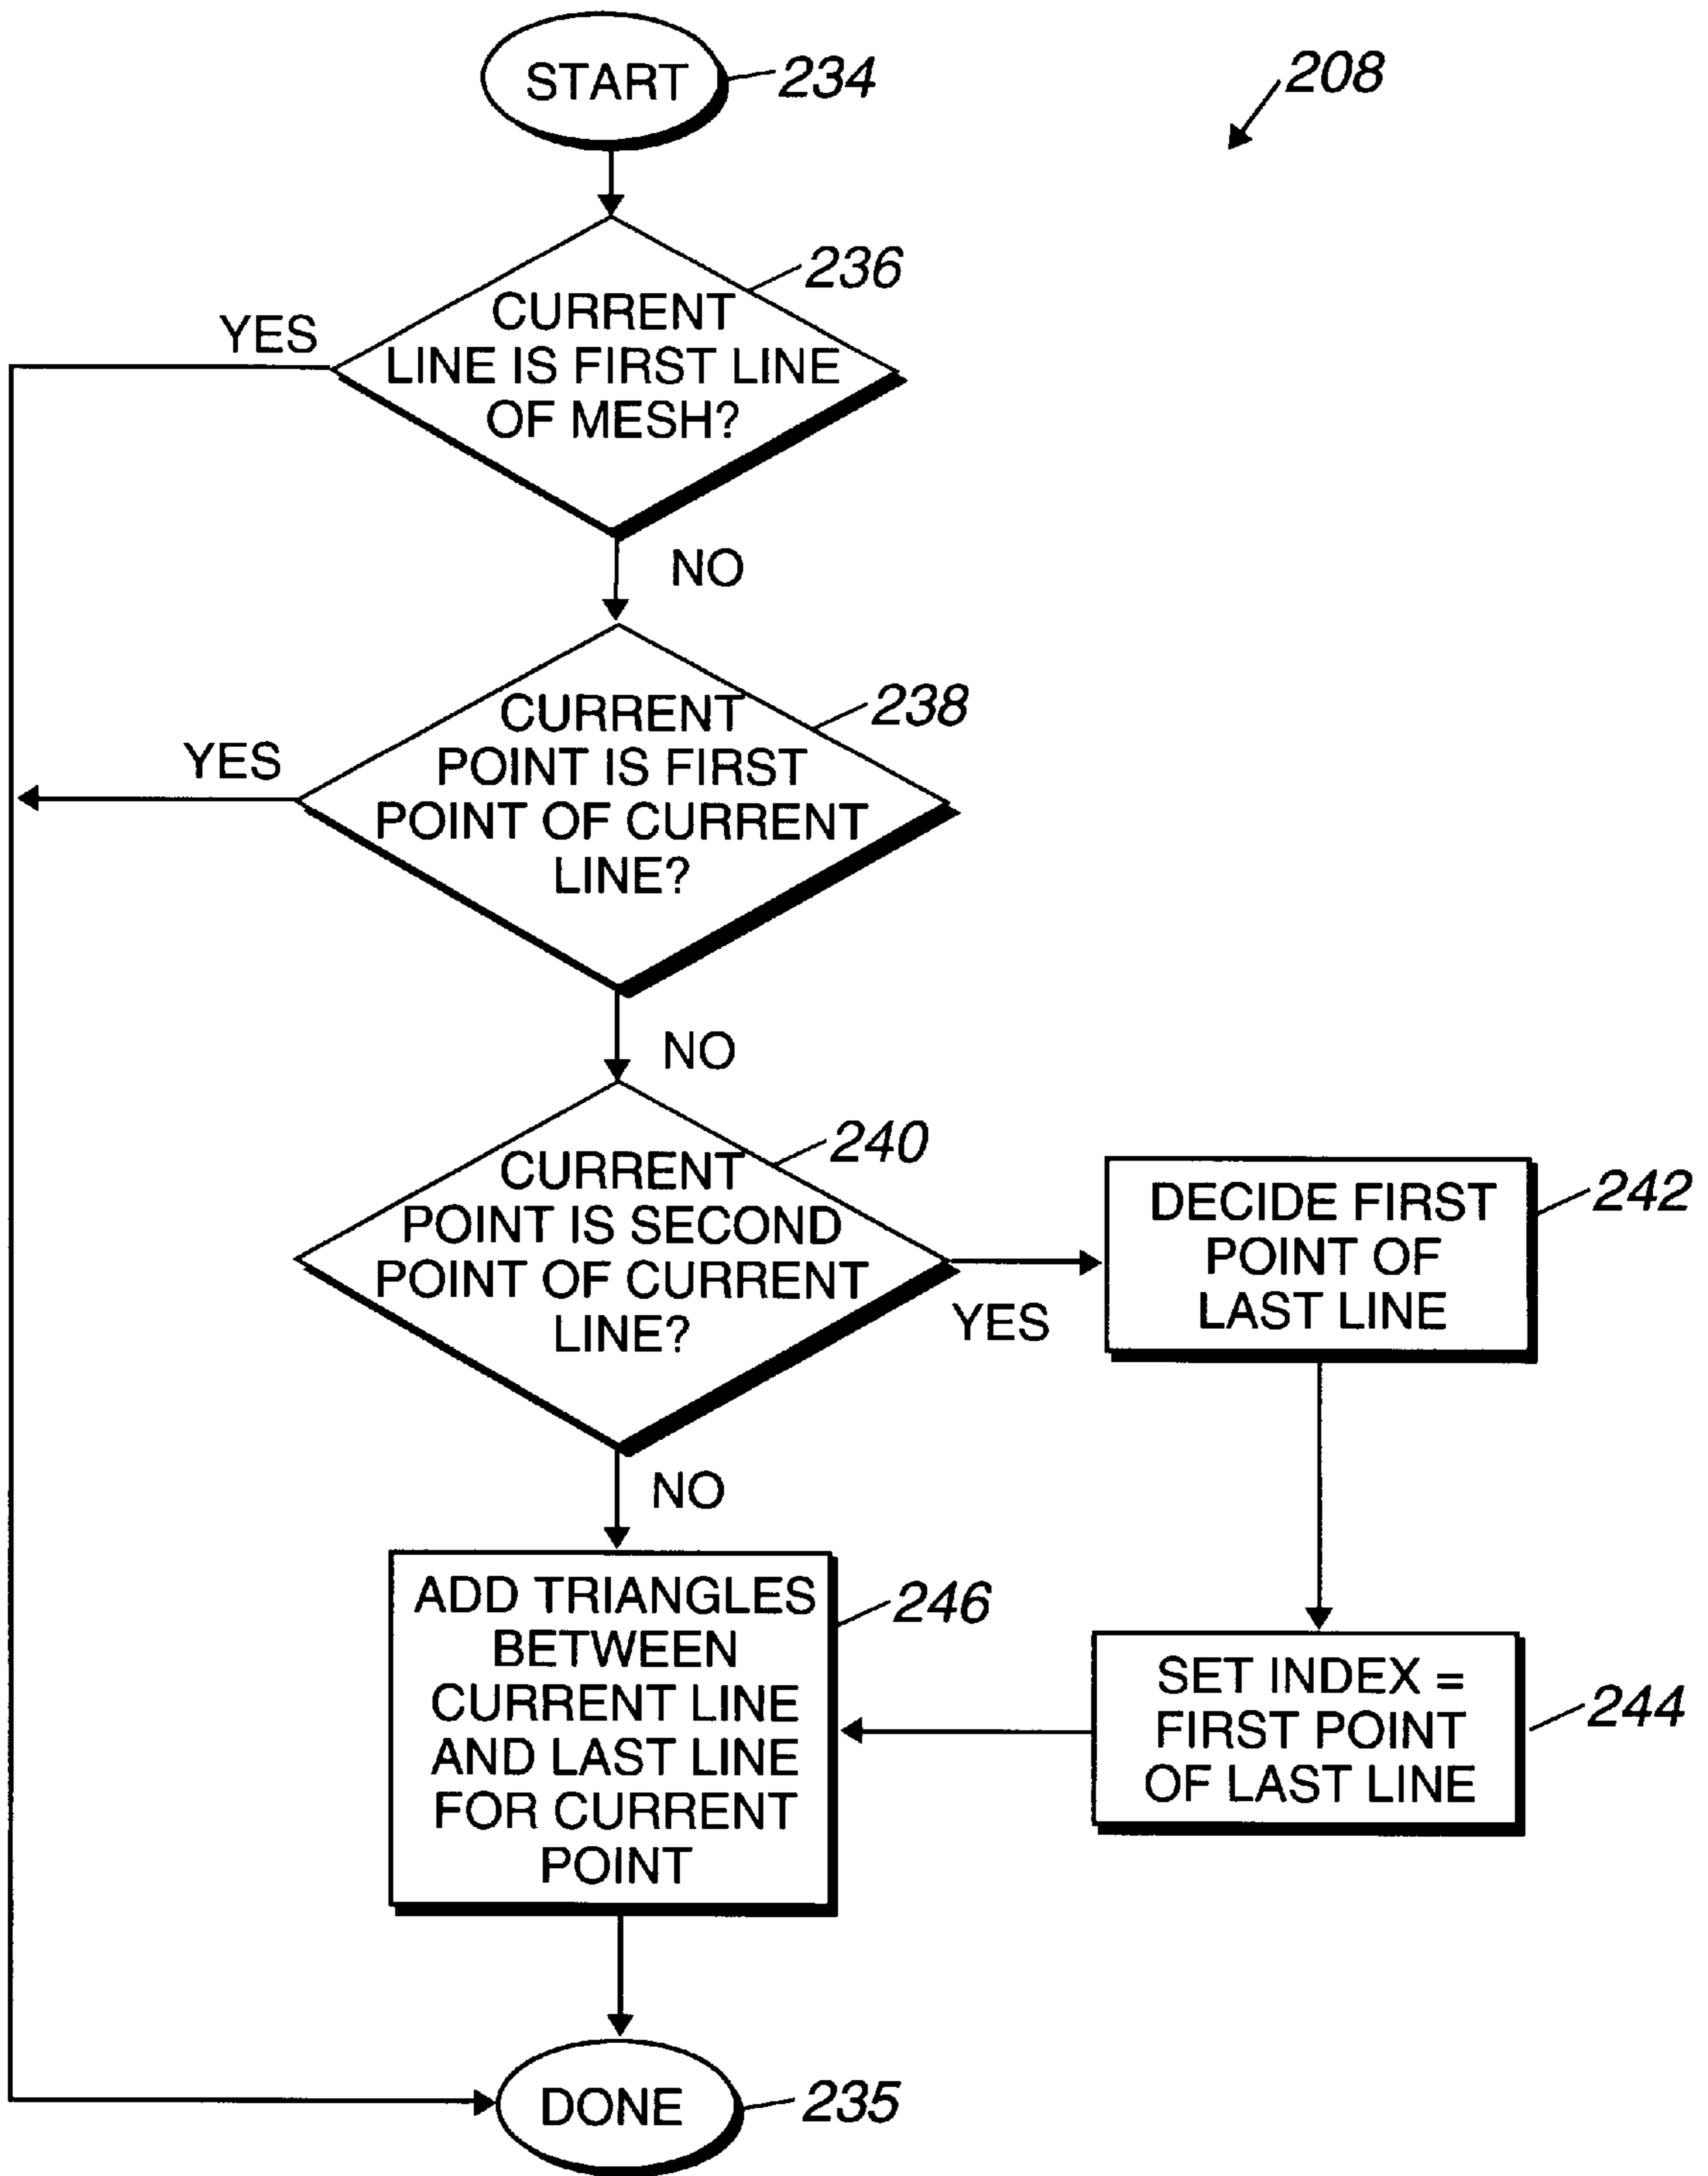 START
234
208
236
CURRENT
LINE IS FIRST LINE
OF MESH?
YES
NO
238
CURRENT
POINT IS FIRST
POINT OF CURRENT
LINE?
YES
NO
240
CURRENT
POINT IS SECOND
POINT OF CURRENT
LINE?
YES
242
DECIDE FIRST
POINT OF
LAST LINE
NO
246
ADD TRIANGLES
BETWEEN
CURRENT LINE
AND LAST LINE
FOR CURRENT
POINT
SET INDEX =
FIRST POINT
OF LAST LINE
244
DONE
235